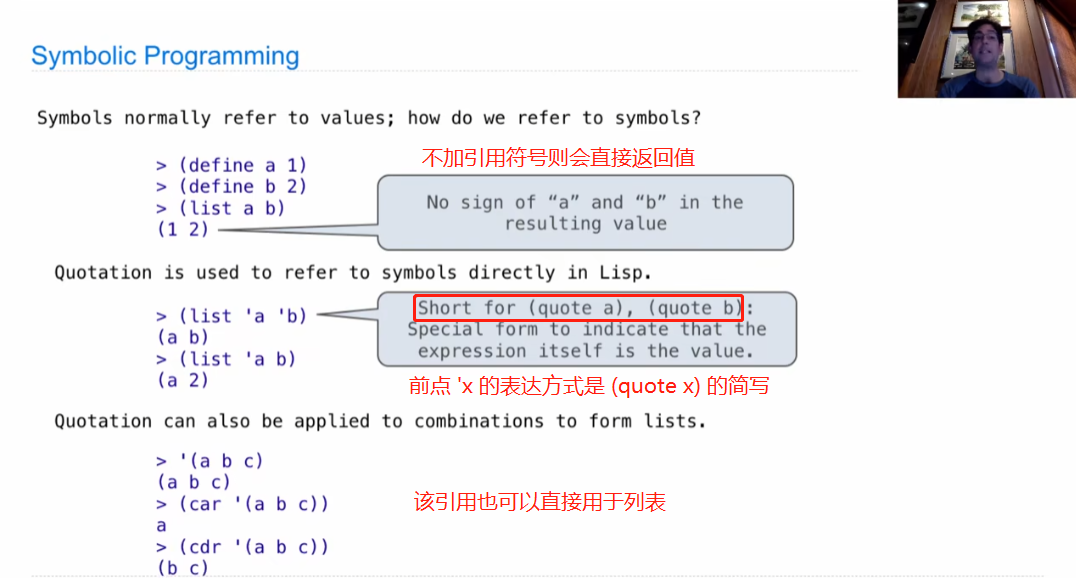 Symbolic Programming
Symbols normally refer to values; how do we refer to symbols?
不加引用符号则会直接返回值
> (define a 1)
> (define b 2)
> (list a b)
(1 2)
No sign of “a” and “b” in the
resulting value
Quotation is used to refer to symbols directly in Lisp.
> (list 'a 'b)
(a b)
> (list 'a b)
(a 2)
Short for (quote a), (quote b):
Special form to indicate that the
expression itself is the value.
前点 'x 的表达方式是 (quote x) 的简写
Quotation can also be applied to combinations to form lists.
> '(a b c)
(a b c)
> (car '(a b c))
a
> (cdr '(a b c))
(b c)
该引用也可以直接用于列表